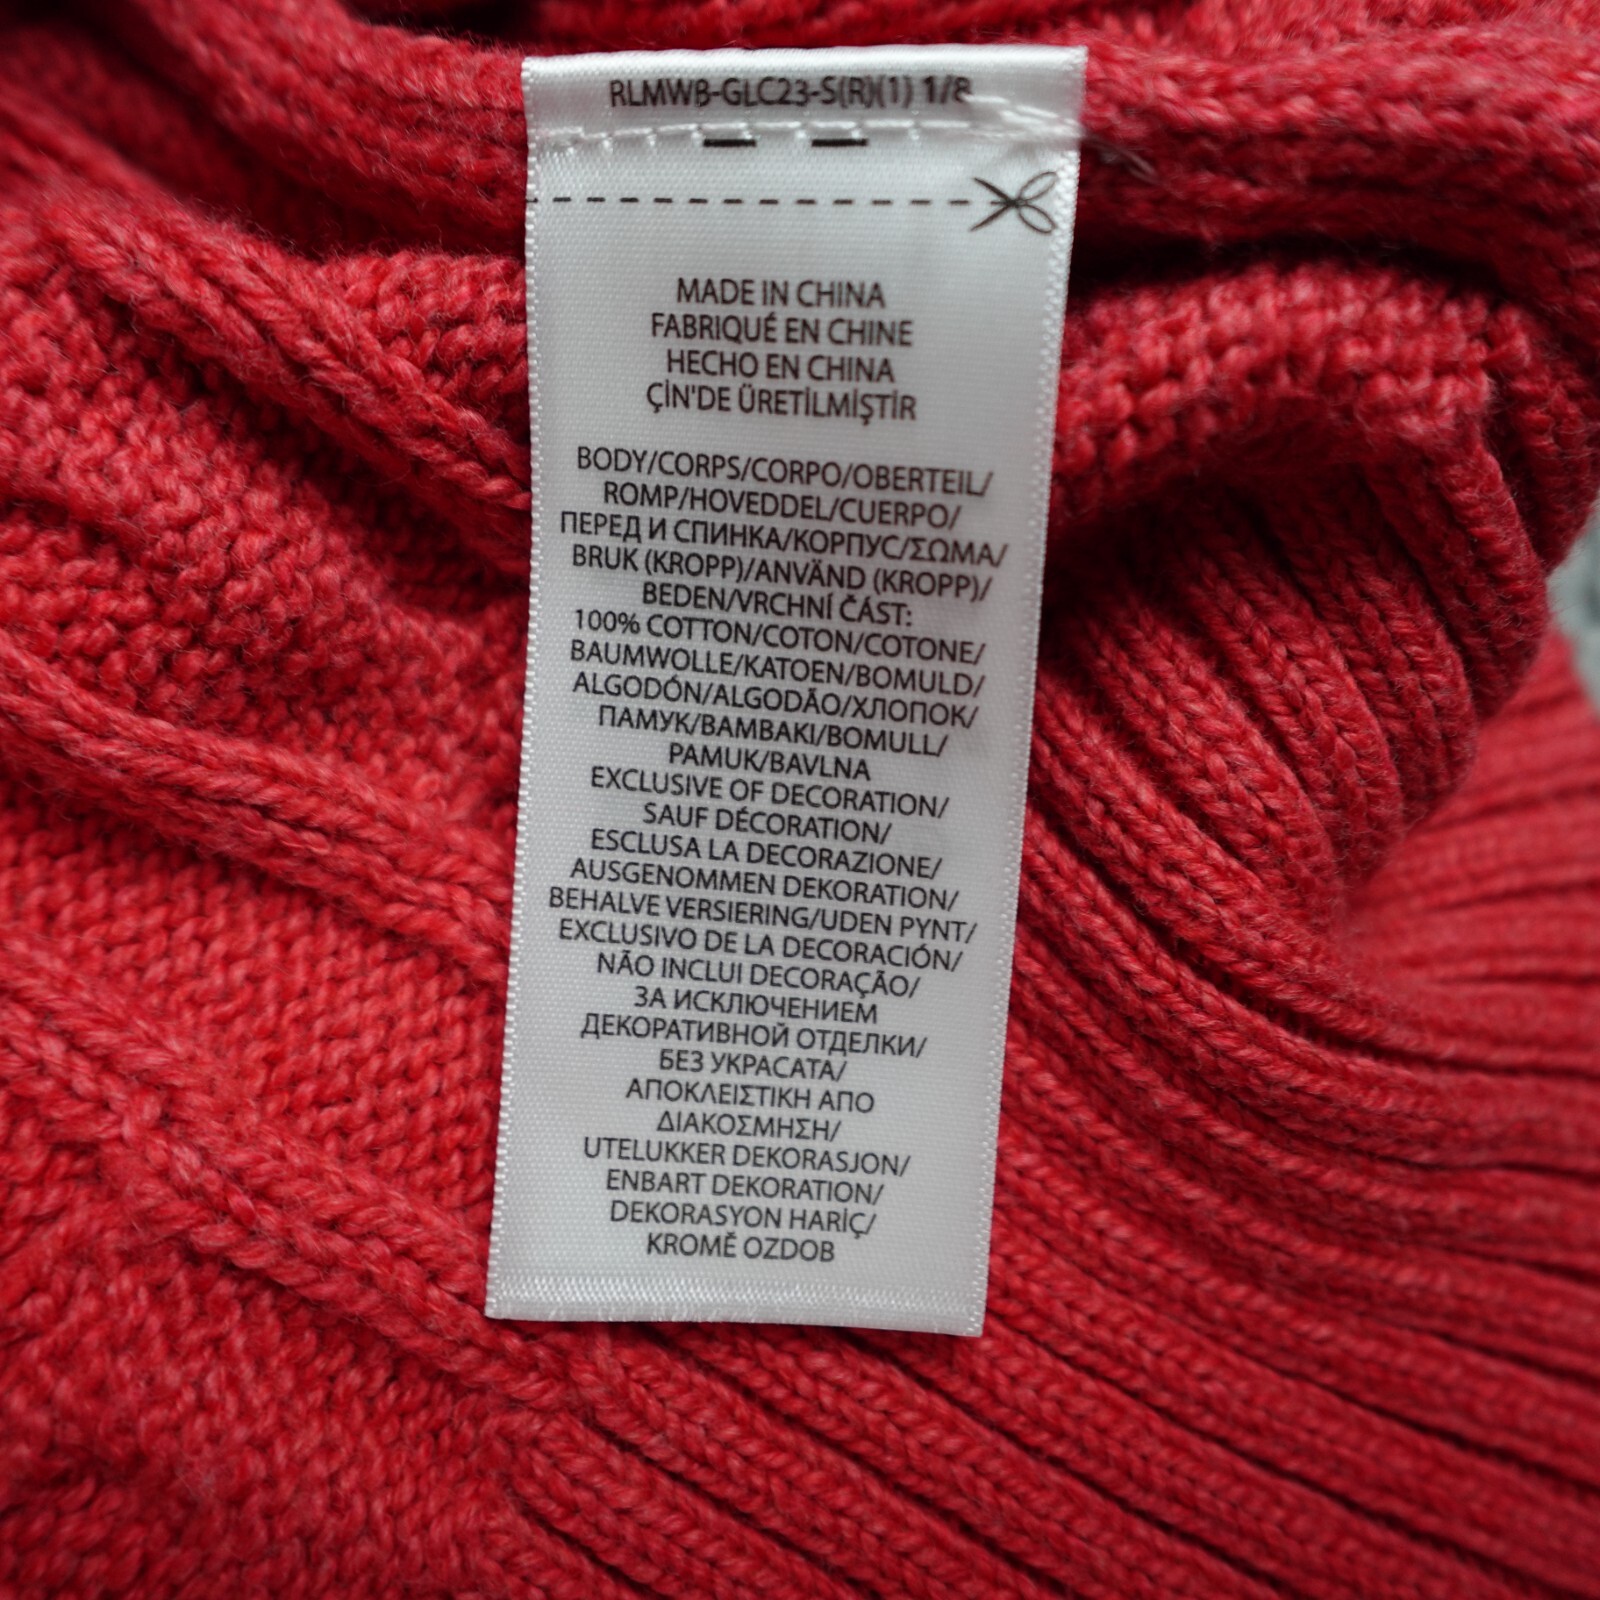 RLMWB-GLC23-S(R)(1) 1/8
MADE IN CHINA
FABRIQUÉ EN CHINE
HECHO EN CHINA
ÇİN'DE ÜRETİLMİŞTİR
BODY/CORPS/CORPO/OBERTEIL/
ROMP/HOVEDDEL/CUERPO/
ПЕРЕД И СПИНКА/КОРПУС/ΣΩΜΑ/
BRUK (KROPP)/ANVÄND (KROPP)/
BEDEN/VRCHNÍ ČÁST:
100% COTTON/COTON/COTONE/
BAUMWOLLE/KATOEN/BOMULD/
ALGODÓN/ALGODÃO/ХЛОПОК/
ПАМУК/BAMBAKI/BOMULL/
PAMUK/BAVLNA
EXCLUSIVE OF DECORATION/
SAUF DÉCORATION/
ESCLUSA LA DECORAZIONE/
AUSGENOMMEN DEKORATION/
BEHALVE VERSIERING/UDEN PYNT/
EXCLUSIVO DE LA DECORACIÓN/
NÃO INCLUI DECORAÇÃO/
ЗА ИСКЛЮЧЕНИЕМ
ДЕКОРАТИВНОЙ ОТДЕЛКИ/
БЕЗ УКРАСАТА/
ΑΠΟΚΛΕΙΣΤΙΚΗ ΑΠΟ
ΔΙΑΚΟΣΜΗΣΗ/
UTELUKKER DEKORASJON/
ENBART DEKORATION/
DEKORASYON HARİÇ/
KROMĚ OZDOB